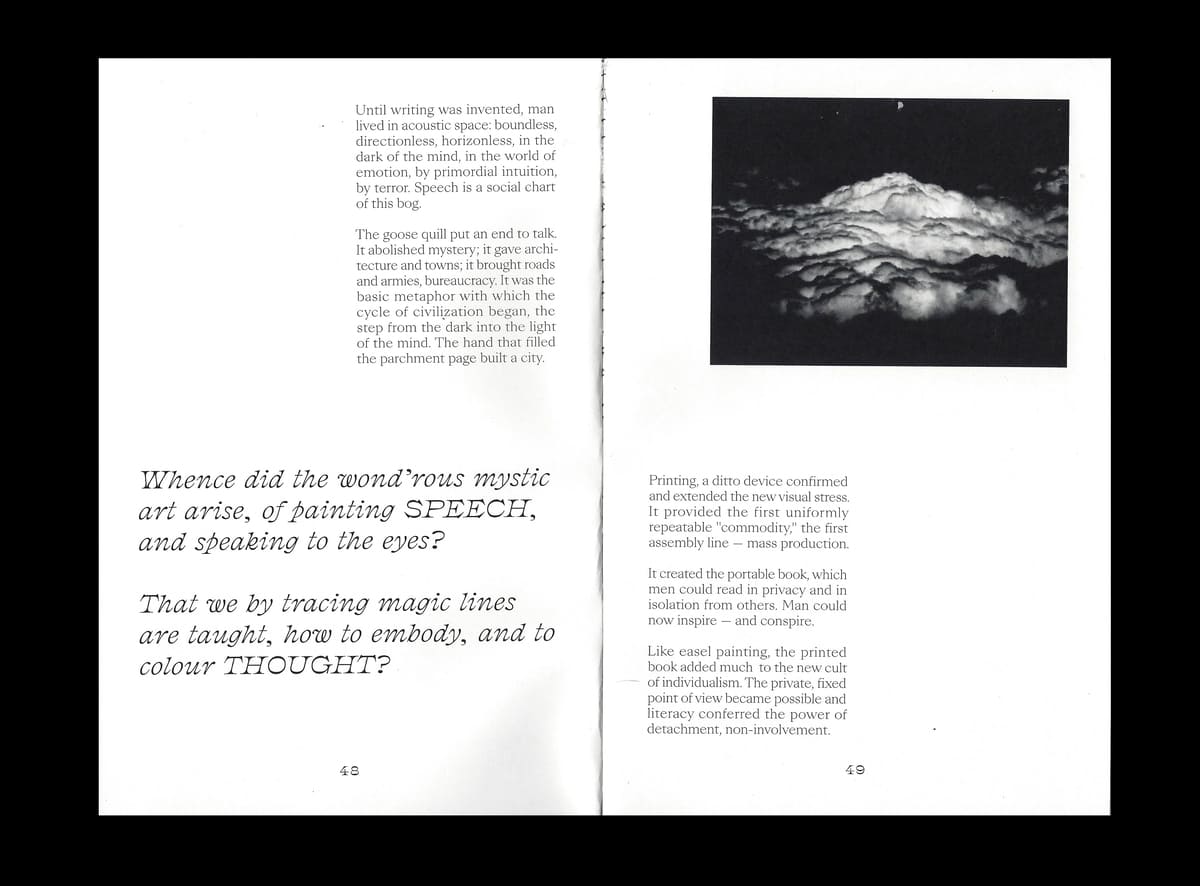 Until writing was invented, man
lived in acoustic space: boundless,
directionless, horizonless, in the
dark of the mind, in the world of
emotion, by primordial intuition,
by terror. Speech is a social chart
of this bog.
The goose quill put an end to talk.
It abolished mystery; it gave archi-
tecture and towns; it brought roads
and armies, bureaucracy. It was the
basic metaphor with which the
cycle of civilization began, the
step from the dark into the light
of the mind. The hand that filled
the parchment page built a city.
Whence did the wond’rous mystic
art arise, of painting SPEECH,
and speaking to the eyes?
That we by tracing magic lines
are taught, how to embody, and to
colour THOUGHT?
48
Printing, a ditto device confirmed
and extended the new visual stress.
It provided the first uniformly
repeatable "commodity," the first
assembly line — mass production.
It created the portable book, which
men could read in privacy and in
isolation from others. Man could
now inspire — and conspire.
Like easel painting, the printed
book added much to the new cult
of individualism. The private, fixed
point of view became possible and
literacy conferred the power of
detachment, non-involvement.
49